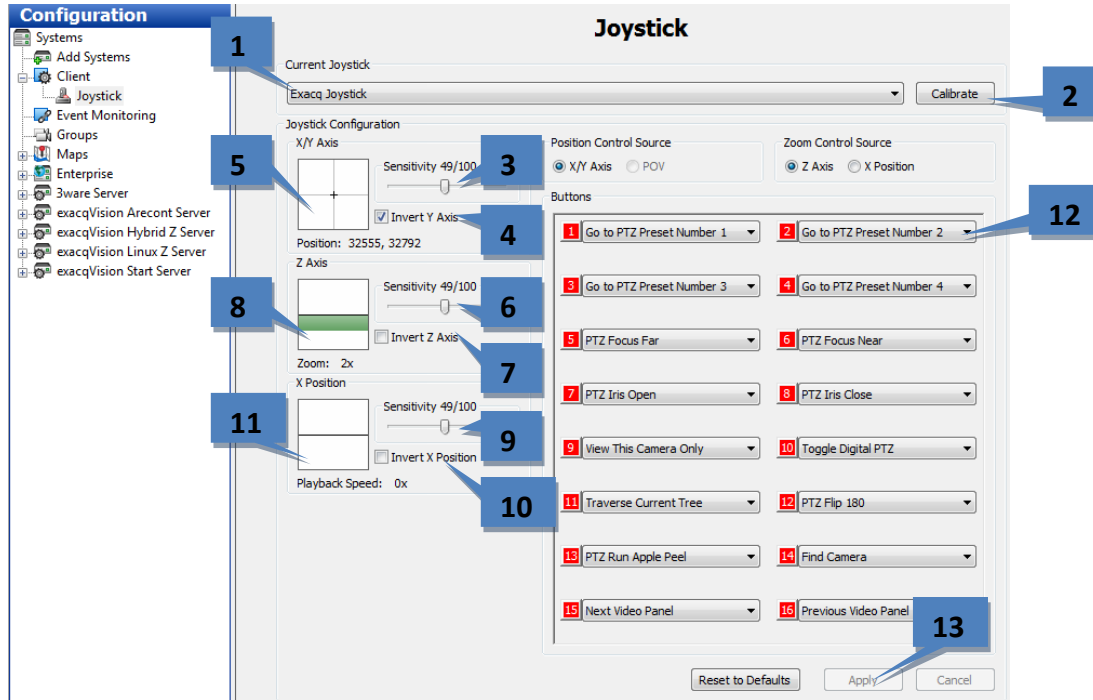 Configuration
Systems
Add Systems
Client
Joystick
Event Monitoring
Groups
Maps
Enterprise
3ware Server
exacqVision Arecont Server
exacqVision Hybrid Z Server
exacqVision Linux Z Server
exacqVision Start Server
Joystick
1
Current Joystick
Exacq Joystick
Calibrate
2
Joystick Configuration
X/Y Axis
5
Sensitivity 49/100
3
Invert Y Axis
4
Position: 32555, 32792
Z Axis
8
Sensitivity 49/100
6
Invert Z Axis
7
Zoom: 2x
X Position
11
Sensitivity 49/100
9
Invert X Position
10
Playback Speed: 0x
Position Control Source
X/Y Axis POV
Zoom Control Source
Z Axis X Position
Buttons
12
1 Go to PTZ Preset Number 1
2 Go to PTZ Preset Number 2
3 Go to PTZ Preset Number 3
4 Go to PTZ Preset Number 4
5 PTZ Focus Far
6 PTZ Focus Near
7 PTZ Iris Open
8 PTZ Iris Close
9 View This Camera Only
10 Toggle Digital PTZ
11 Traverse Current Tree
12 PTZ Flip 180
13 PTZ Run Apple Peel
14 Find Camera
15 Next Video Panel
16 Previous Video Panel
13
Reset to Defaults
Apply
Cancel